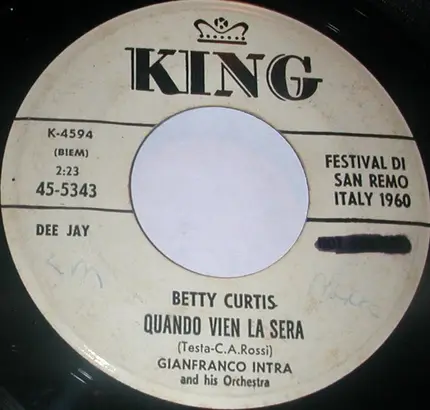 KING
K-4594
(BIEM)
2:23
45-5343
DEE JAY
FESTIVAL DI
SAN REMO
ITALY 1960
BETTY CURTIS
QUANDO VIEN LA SERA
(Testa-C.A.Rossi)
GIANFRANCO INTRA
and his Orchestra